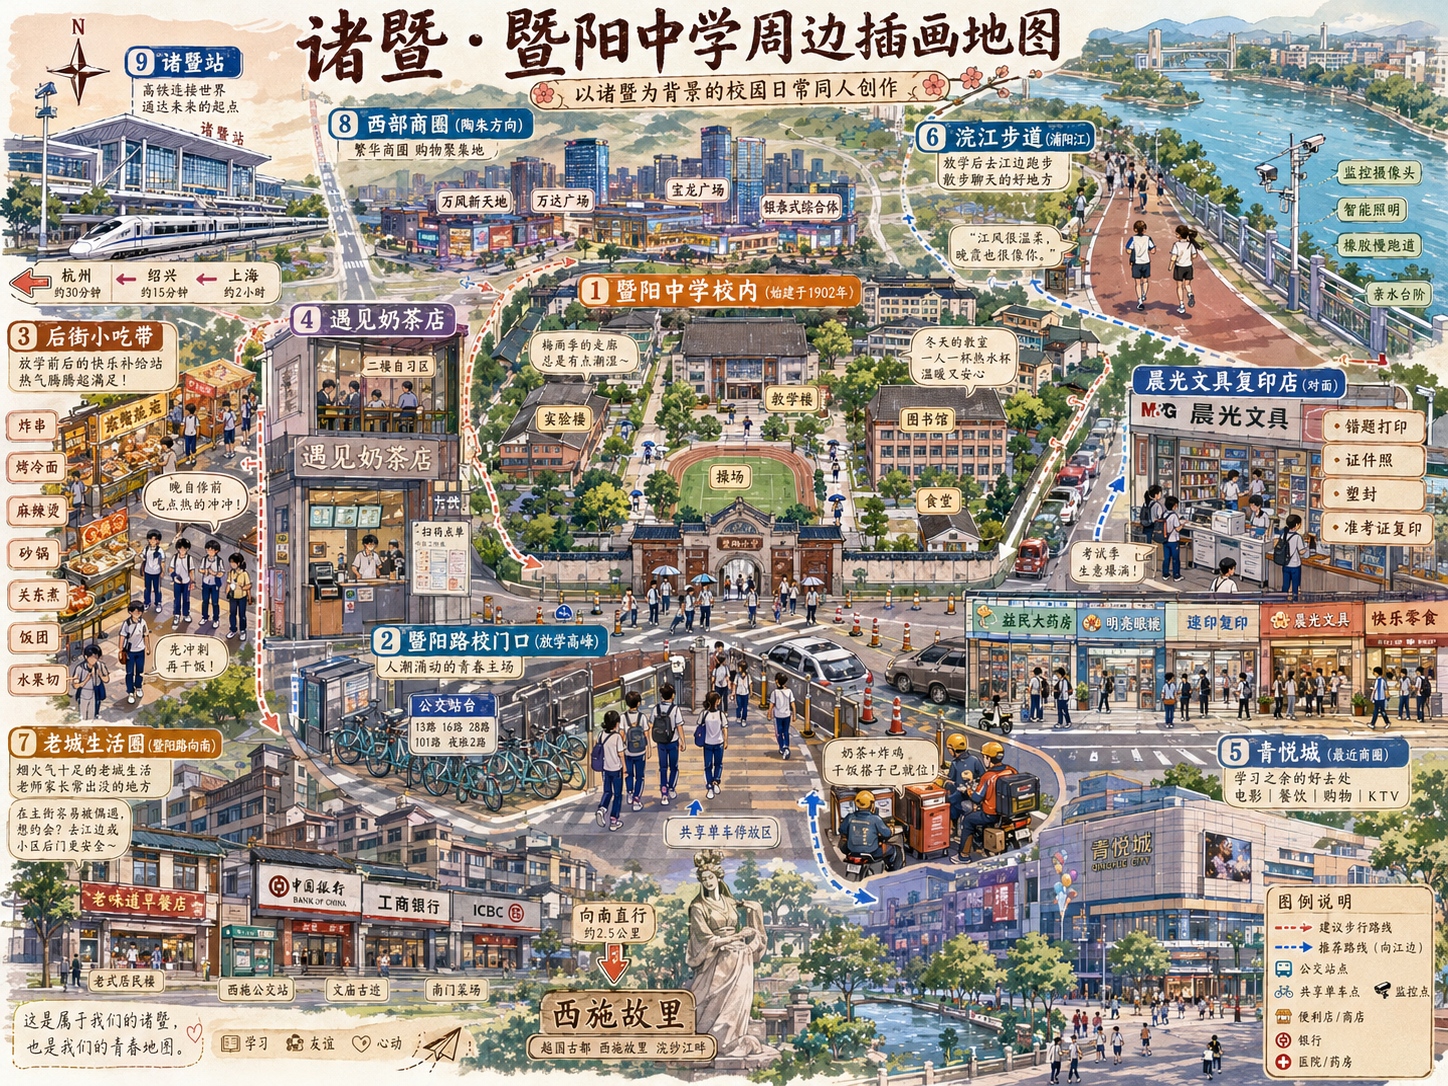 诸暨·暨阳中学周边插画地图
以诸暨为背景的校园日常同人创作
N
9 诸暨站
高铁连接世界
通达未来的起点
诸暨站
杭州
约30分钟
绍兴
约15分钟
上海
约2小时
8 西部商圈(陶朱方向)
繁华商圈 购物聚集地
万风新天地
万达广场
宝龙广场
银泰式综合体
6 浣江步道(浦阳江)
放学后去江边跑步
散步聊天的好地方
“江风很温柔,
晚霞也很像你。”
监控摄像头
智能照明
橡胶慢跑道
亲水台阶
1 暨阳中学校内(始建于1902年)
梅雨季的走廊
总是有点潮湿~
冬天的教室
一人一杯热水杯
温暖又安心
实验楼
教学楼
图书馆
操场
食堂
3 后街小吃带
放学前后的快乐补给站
热气腾腾超满足!
炸串
烤冷面
麻辣烫
砂锅
关东煮
饭团
水果切
晚自修前
吃点热的冲冲!
先冲刺
再干饭!
4 遇见奶茶店
二楼自习区
遇见奶茶店
扫码点单
晨光文具复印店(对面)
M&G 晨光文具
·错题打印
·证件照
·塑封
·准考证复印
考试季
生意爆满!
益民大药房
明亮眼镜
速印复印
晨光文具
快乐零食
2 暨阳路校门口(放学高峰)
人潮涌动的青春主场
公交站台
13路 16路 28路
101路 夜班2路
共享单车停放区
奶茶+炸鸡
干饭搭子已就位!
7 老城生活圈(暨阳路向南)
烟火气十足的老城生活
老师家长常出没的地方
在主街容易被偶遇,
想约会?去江边或
小区后门更安全~
老味道早餐店
中国银行
BANK OF CHINA
工商银行
ICBC
老式居民楼
西施公交站
文庙古迹
南门菜场
5 青悦城(最近商圈)
学习之余的好去处
电影|餐饮|购物|KTV
青悦城
向南直行
约2.5公里
西施故里
越国古都 西施故里 浣纱江畔
这是属于我们的诸暨,
也是我们的青春地图。
学习
友谊
心动
图例说明
建议步行路线
推荐路线(向江边)
公交站点
共享单车点
监控点
便利店/商店
银行
医院/药房